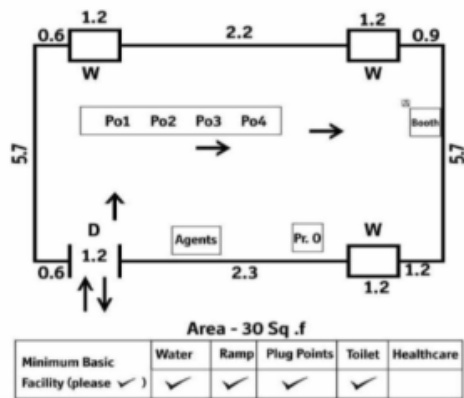 1.2 1.2
0.6 2.2 0.9
W W
Po1 Po2 Po3 Po4
Booth
5.7 5.7
D W
1.2 Agents Pr. O
0.6 2.3 1.2
1.2
Area - 30 Sq .f
Minimum Basic Facility (please ✓ ) Water Ramp Plug Points Toilet Healthcare
✓ ✓ ✓ ✓